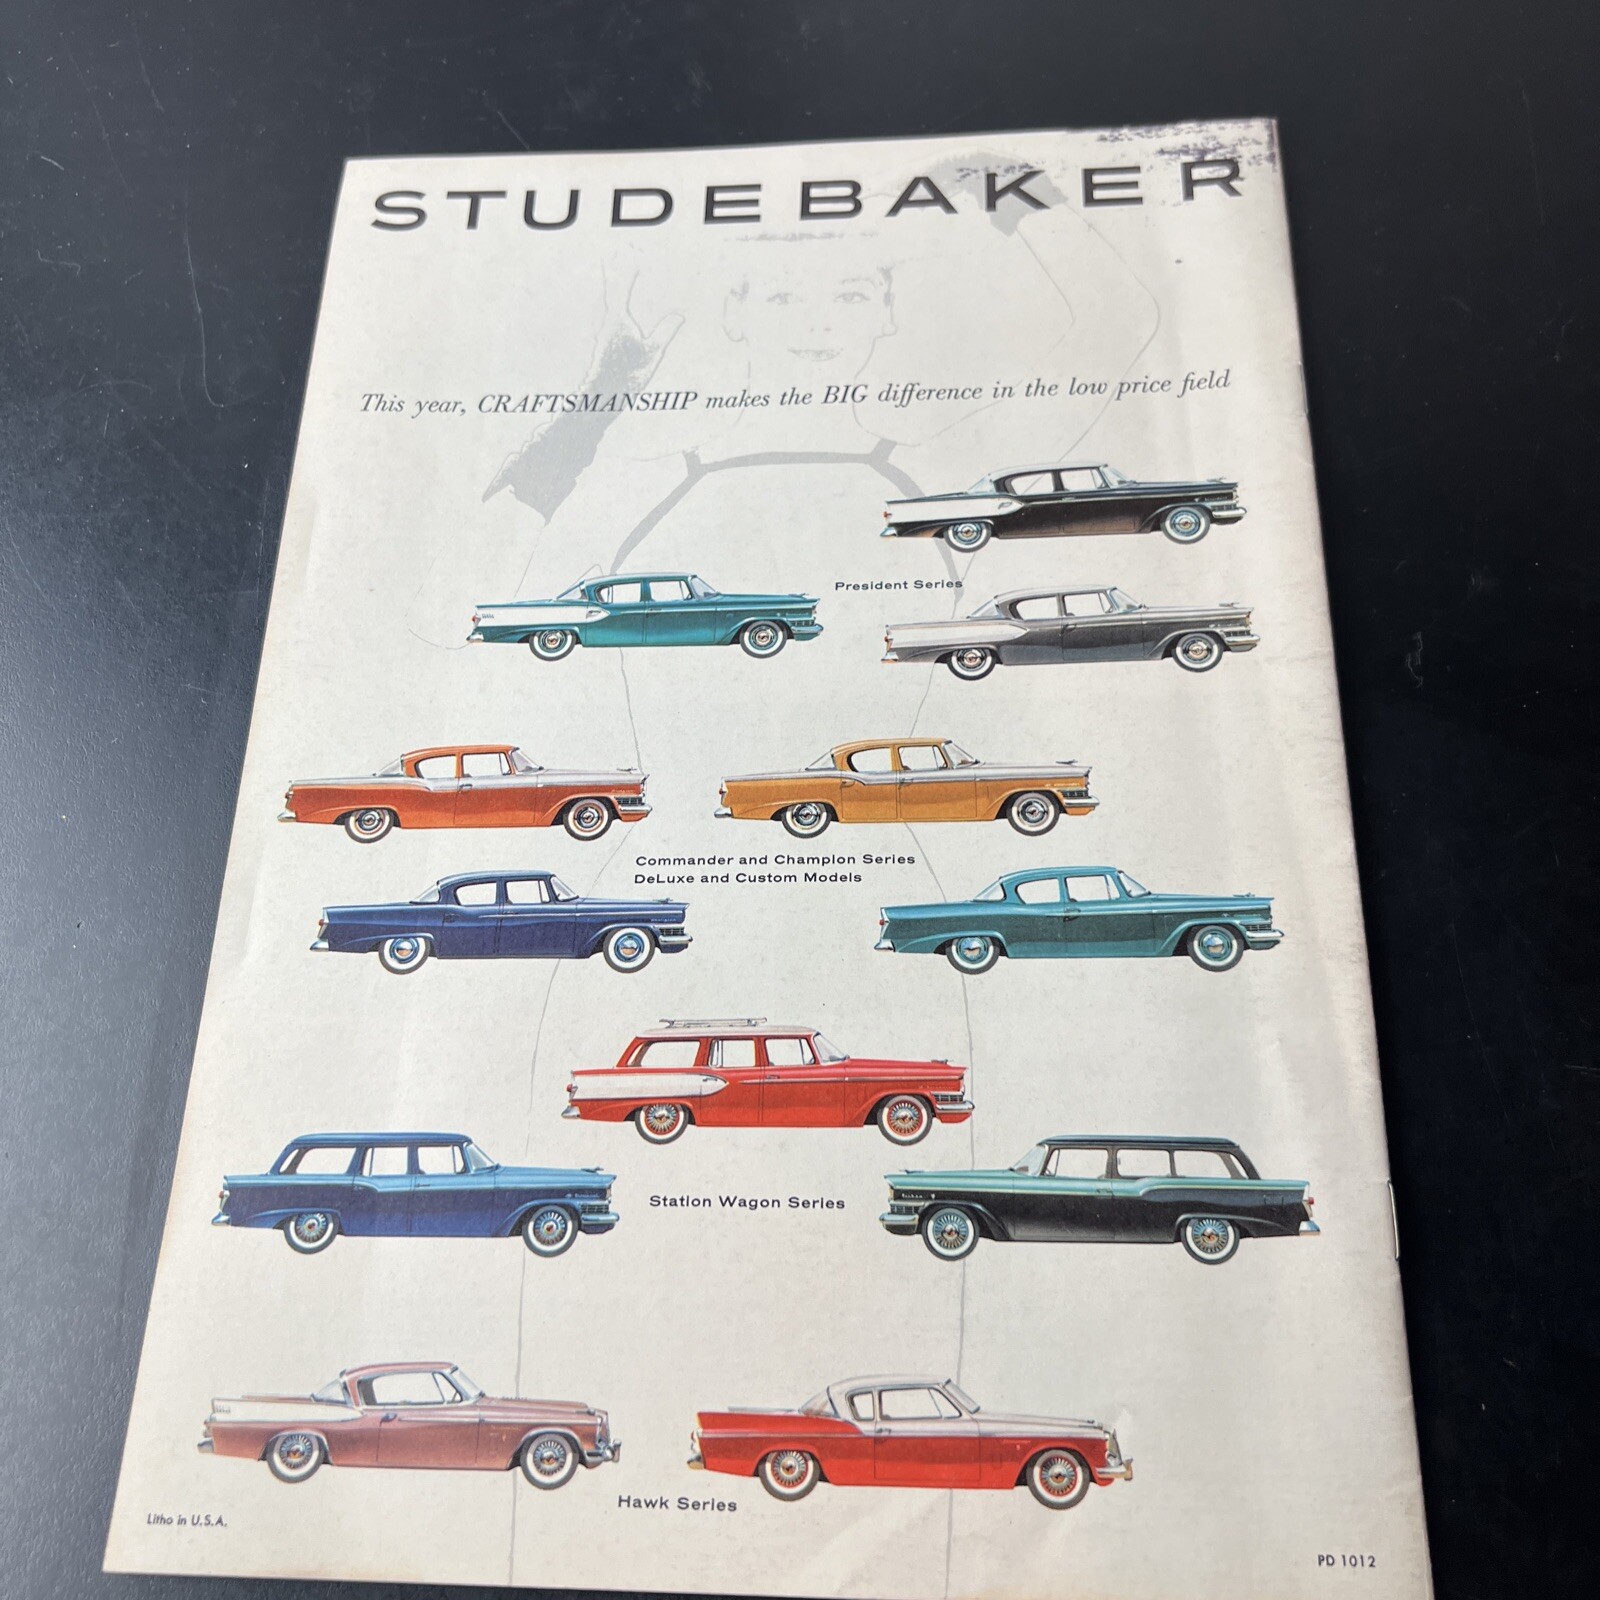 STUDEBAKER
This year, CRAFTSMANSHIP makes the BIG difference in the low price field
President Series
Commander and Champion Series
DeLuxe and Custom Models
Station Wagon Series
Hawk Series
Litho in U.S.A.
PD 1012